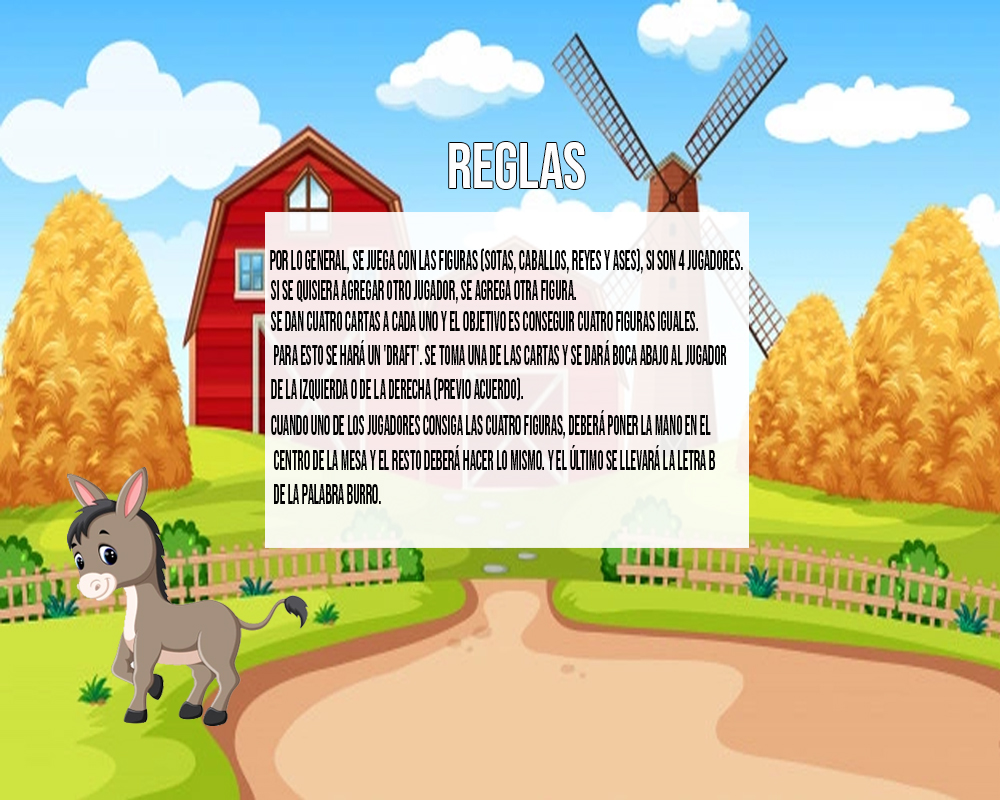 REGLAS
POR LO GENERAL, SE JUEGA CON LAS FIGURAS (SOTAS, CABALLOS, REYES Y ASES), SI SON 4 JUGADORES.
SI SE QUISIERA AGREGAR OTRO JUGADOR, SE AGREGA OTRA FIGURA.
SE DAN CUATRO CARTAS A CADA UNO Y EL OBJETIVO ES CONSEGUIR CUATRO FIGURAS IGUALES.
PARA ESTO SE HARÁ UN 'DRAFT'. SE TOMA UNA DE LAS CARTAS Y SE DARÁ BOCA ABAJO AL JUGADOR
DE LA IZQUIERDA O DE LA DERECHA (PREVIO ACUERDO).
CUANDO UNO DE LOS JUGADORES CONSIGA LAS CUATRO FIGURAS, DEBERÁ PONER LA MANO EN EL
CENTRO DE LA MESA Y EL RESTO DEBERÁ HACER LO MISMO. Y EL ÚLTIMO SE LLEVARÁ LA LETRA B
DE LA PALABRA BURRO.